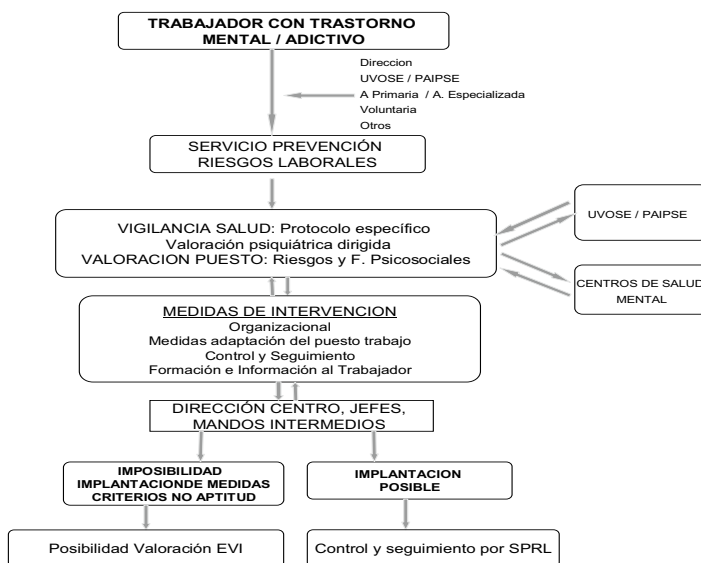 TRABAJADOR CON TRASTORNO
MENTAL / ADICTIVO
Direccion
UVOSE / PAIPSE
A Primaria / A. Especializada
Voluntaria
Otros
SERVICIO PREVENCIÓN
RIESGOS LABORALES
VIGILANCIA SALUD: Protocolo específico
Valoración psiquiátrica dirigida
VALORACION PUESTO: Riesgos y F. Psicosociales
UVOSE / PAIPSE
CENTROS DE SALUD
MENTAL
MEDIDAS DE INTERVENCION
Organizacional
Medidas adaptación del puesto trabajo
Control y Seguimiento
Formación e Información al Trabajador
DIRECCIÓN CENTRO, JEFES,
MANDOS INTERMEDIOS
IMPOSIBILIDAD
IMPLANTACIONDE MEDIDAS
CRITERIOS NO APTITUD
IMPLANTACION
POSIBLE
Posibilidad Valoración EVI
Control y seguimiento por SPRL